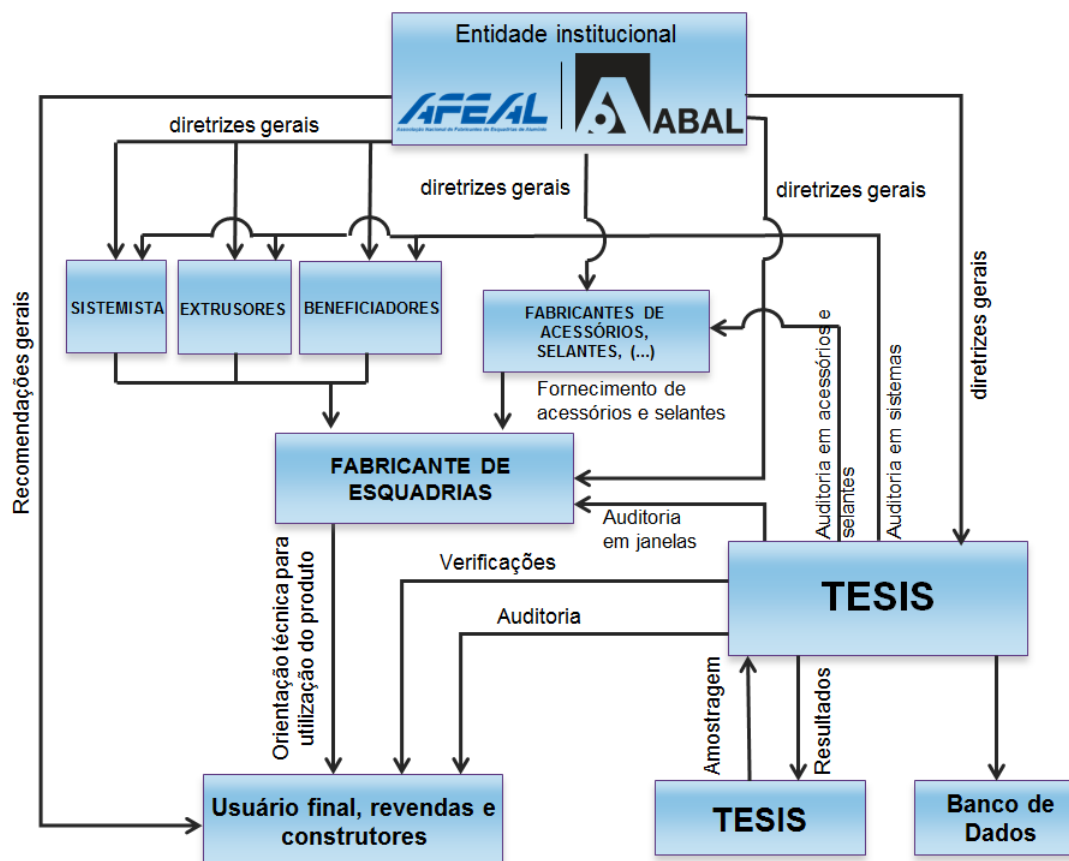 Entidade institucional
AFEAL
Associação Nacional de Fabricantes de Esquadrias de Alumínio
ABAL
diretrizes gerais
diretrizes gerais
diretrizes gerais
diretrizes gerais
Recomendações gerais
SISTEMISTA
EXTRUSORES
BENEFICIADORES
FABRICANTES DE
ACESSÓRIOS,
SELANTES, (...)
Fornecimento de
acessórios e selantes
Auditoria em acessórios e
selantes
Auditoria em sistemas
FABRICANTE DE
ESQUADRIAS
Auditoria
em janelas
Verificações
Auditoria
TESIS
Orientação técnica para
utilização do produto
Amostragem
Resultados
Usuário final, revendas e
construtores
TESIS
Banco de
Dados